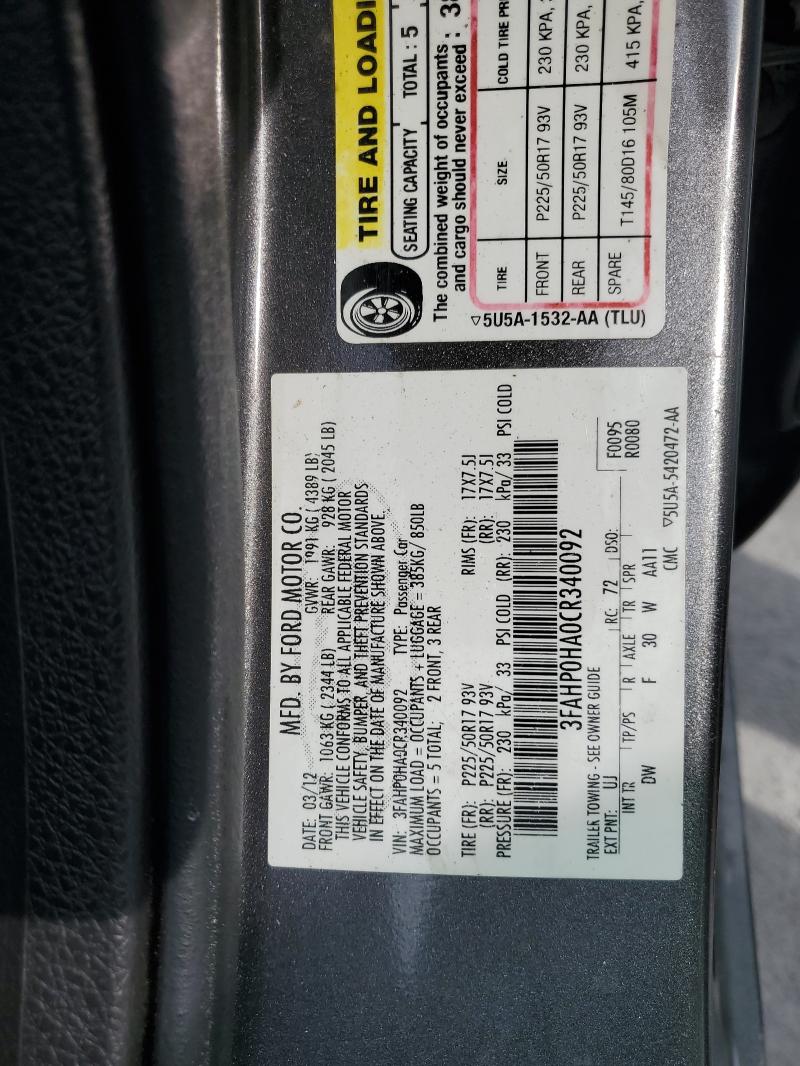 MFD. BY FORD MOTOR CO.
DATE: 03/12 GVWR: 1991 KG ( 4389 LB)
FRONT GAWR: 1063 KG ( 2344 LB) REAR GAWR: 928 KG ( 2045 LB)
THIS VEHICLE CONFORMS TO ALL APPLICABLE FEDERAL MOTOR
VEHICLE SAFETY, BUMPER, AND THEFT PREVENTION STANDARDS
IN EFFECT ON THE DATE OF MANUFACTURE SHOWN ABOVE.
VIN: 3FAHP0HA0CR340092 TYPE: Passenger Car
MAXIMUM LOAD = OCCUPANTS + LUGGAGE = 385KG/ 850LB
OCCUPANTS = 5 TOTAL; 2 FRONT, 3 REAR
TIRE (FR): P225/50R17 93V RIMS (FR): 17X7.5J
(RR): P225/50R17 93V (RR): 17X7.5J
PRESSURE (FR): 230 kPa/ 33 PSI COLD (RR): 230 kPa/ 33 PSI COLD
3FAHP0HA0CR340092
TRAILER TOWING - SEE OWNER GUIDE
EXT PNT: UJ RC: 72 DSO: F0095
R0080
INT TR TP/PS R AXLE TR SPR
DW F 30 W AA11
CMC ▽5U5A-5420472-AA
TIRE AND LOADI
SEATING CAPACITY TOTAL : 5
The combined weight of occupants
and cargo should never exceed : 38
TIRE SIZE COLD TIRE PR
FRONT P225/50R17 93V 230 KPA,
REAR P225/50R17 93V 230 KPA,
SPARE T145/80D16 105M 415 KPA,
▽5U5A-1532-AA (TLU)